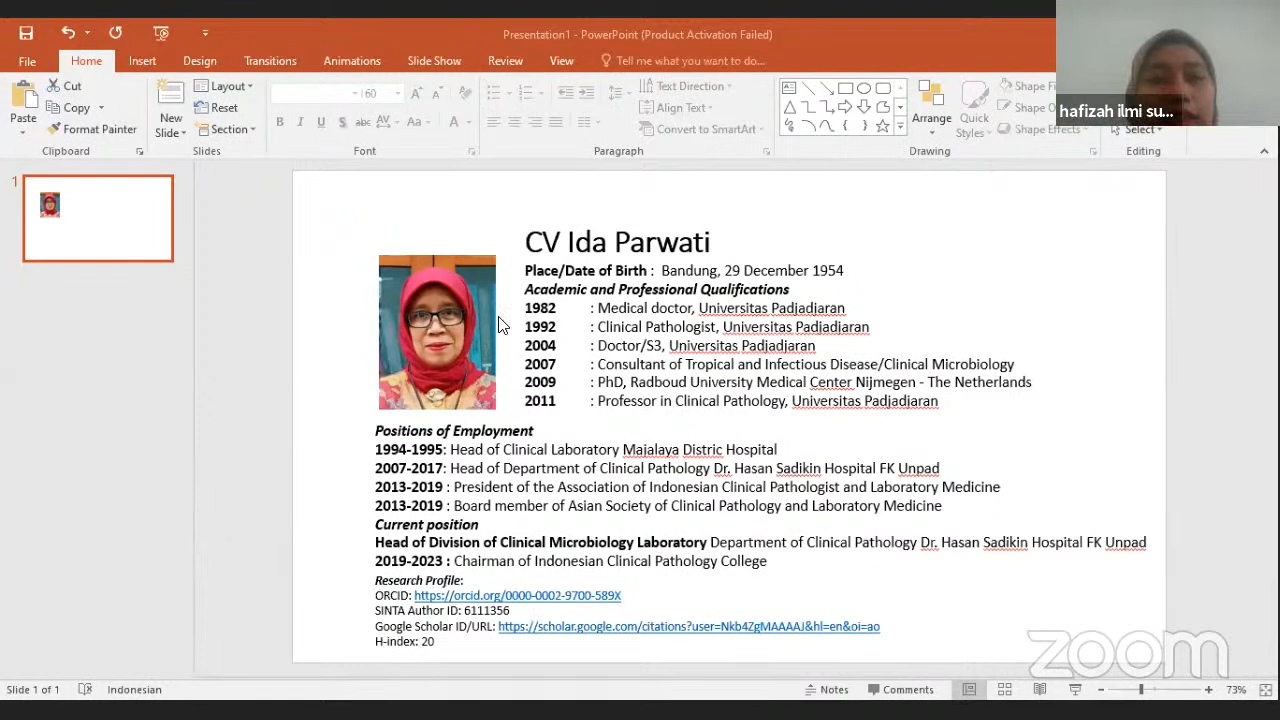 Presentation1 - PowerPoint (Product Activation Failed)
File Home Insert Design Transitions Animations Slide Show Review View Tell me what you want to do...
Paste
Cut
Copy
Format Painter
Clipboard
New Slide
Layout
Reset
Section
Slides
60
Font
Text Direction
Align Text
Convert to SmartArt
Paragraph
Arrange
Quick Styles
Shape Effects
Drawing
Select
Editing
hafizah ilmi su...
1
CV Ida Parwati
Place/Date of Birth : Bandung, 29 December 1954
Academic and Professional Qualifications
1982 : Medical doctor, Universitas Padjadjaran
1992 : Clinical Pathologist, Universitas Padjadjaran
2004 : Doctor/S3, Universitas Padjadjaran
2007 : Consultant of Tropical and Infectious Disease/Clinical Microbiology
2009 : PhD, Radboud University Medical Center Nijmegen - The Netherlands
2011 : Professor in Clinical Pathology, Universitas Padjadjaran
Positions of Employment
1994-1995: Head of Clinical Laboratory Majalaya Distric Hospital
2007-2017: Head of Department of Clinical Pathology Dr. Hasan Sadikin Hospital FK Unpad
2013-2019 : President of the Association of Indonesian Clinical Pathologist and Laboratory Medicine
2013-2019 : Board member of Asian Society of Clinical Pathology and Laboratory Medicine
Current position
Head of Division of Clinical Microbiology Laboratory Department of Clinical Pathology Dr. Hasan Sadikin Hospital FK Unpad
2019-2023 : Chairman of Indonesian Clinical Pathology College
Research Profile:
ORCID: https://orcid.org/0000-0002-9700-589X
SINTA Author ID: 6111356
Google Scholar ID/URL: https://scholar.google.com/citations?user=Nkb4ZgMAAAAJ&hl=en&oi=ao
H-index: 20
zoom
Slide 1 of 1 Indonesian Notes Comments 73%